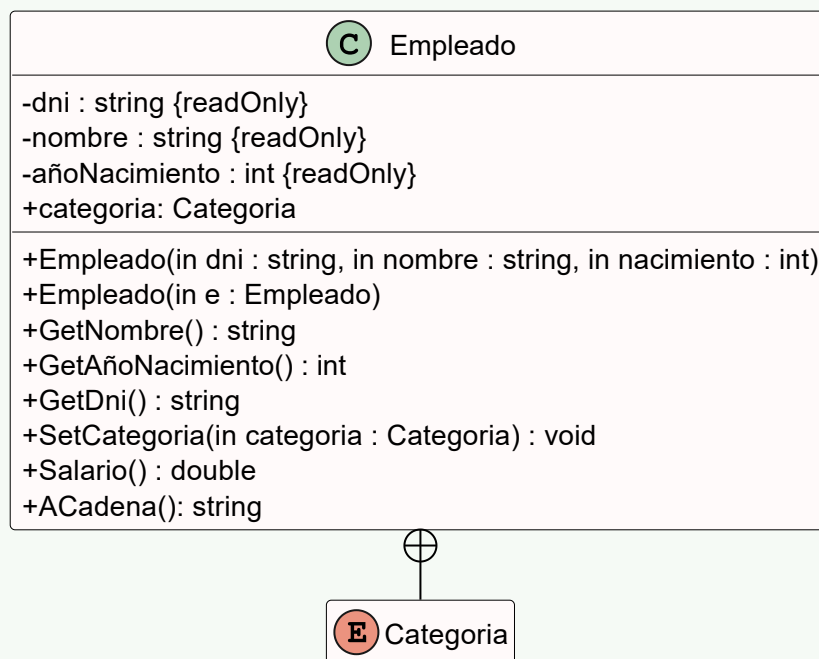 C Empleado
-dni : string {readOnly}
-nombre : string {readOnly}
-añoNacimiento : int {readOnly}
+categoria: Categoria
+Empleado(in dni : string, in nombre : string, in nacimiento : int)
+Empleado(in e : Empleado)
+GetNombre() : string
+GetAñoNacimiento() : int
+GetDni() : string
+SetCategoria(in categoria : Categoria) : void
+Salario() : double
+ACadena(): string
E Categoria